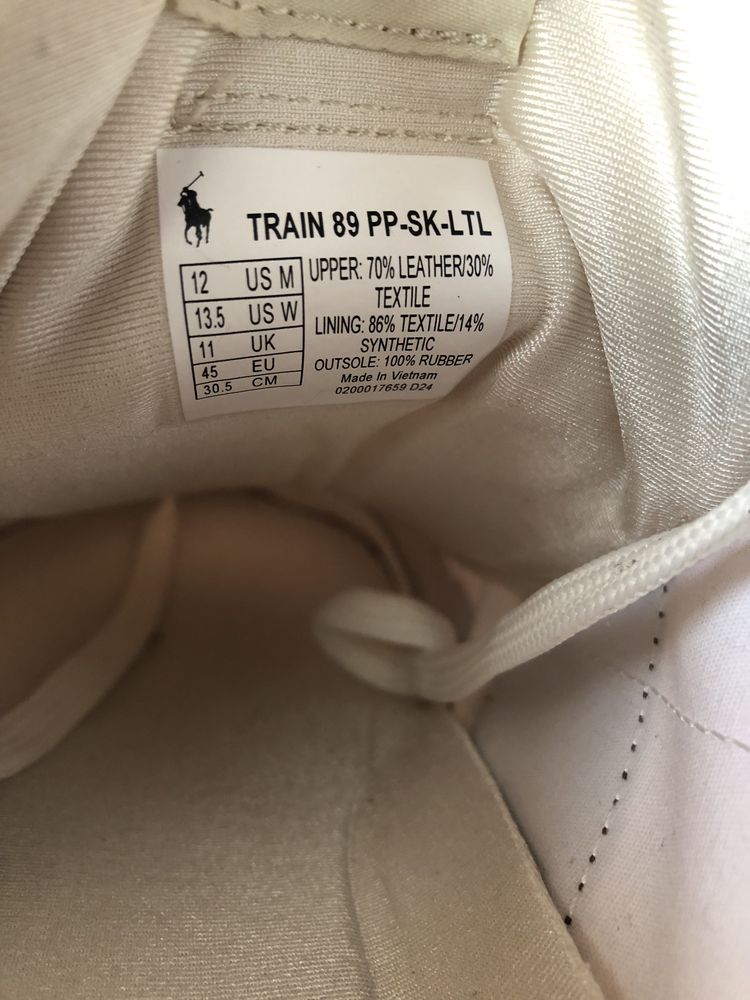 TRAIN 89 PP-SK-LTL
12 US M
13.5 US W
11 UK
45 EU
30.5 CM
UPPER: 70% LEATHER/30%
TEXTILE
LINING: 86% TEXTILE/14%
SYNTHETIC
OUTSOLE: 100% RUBBER
Made In Vietnam
0200017659 D24